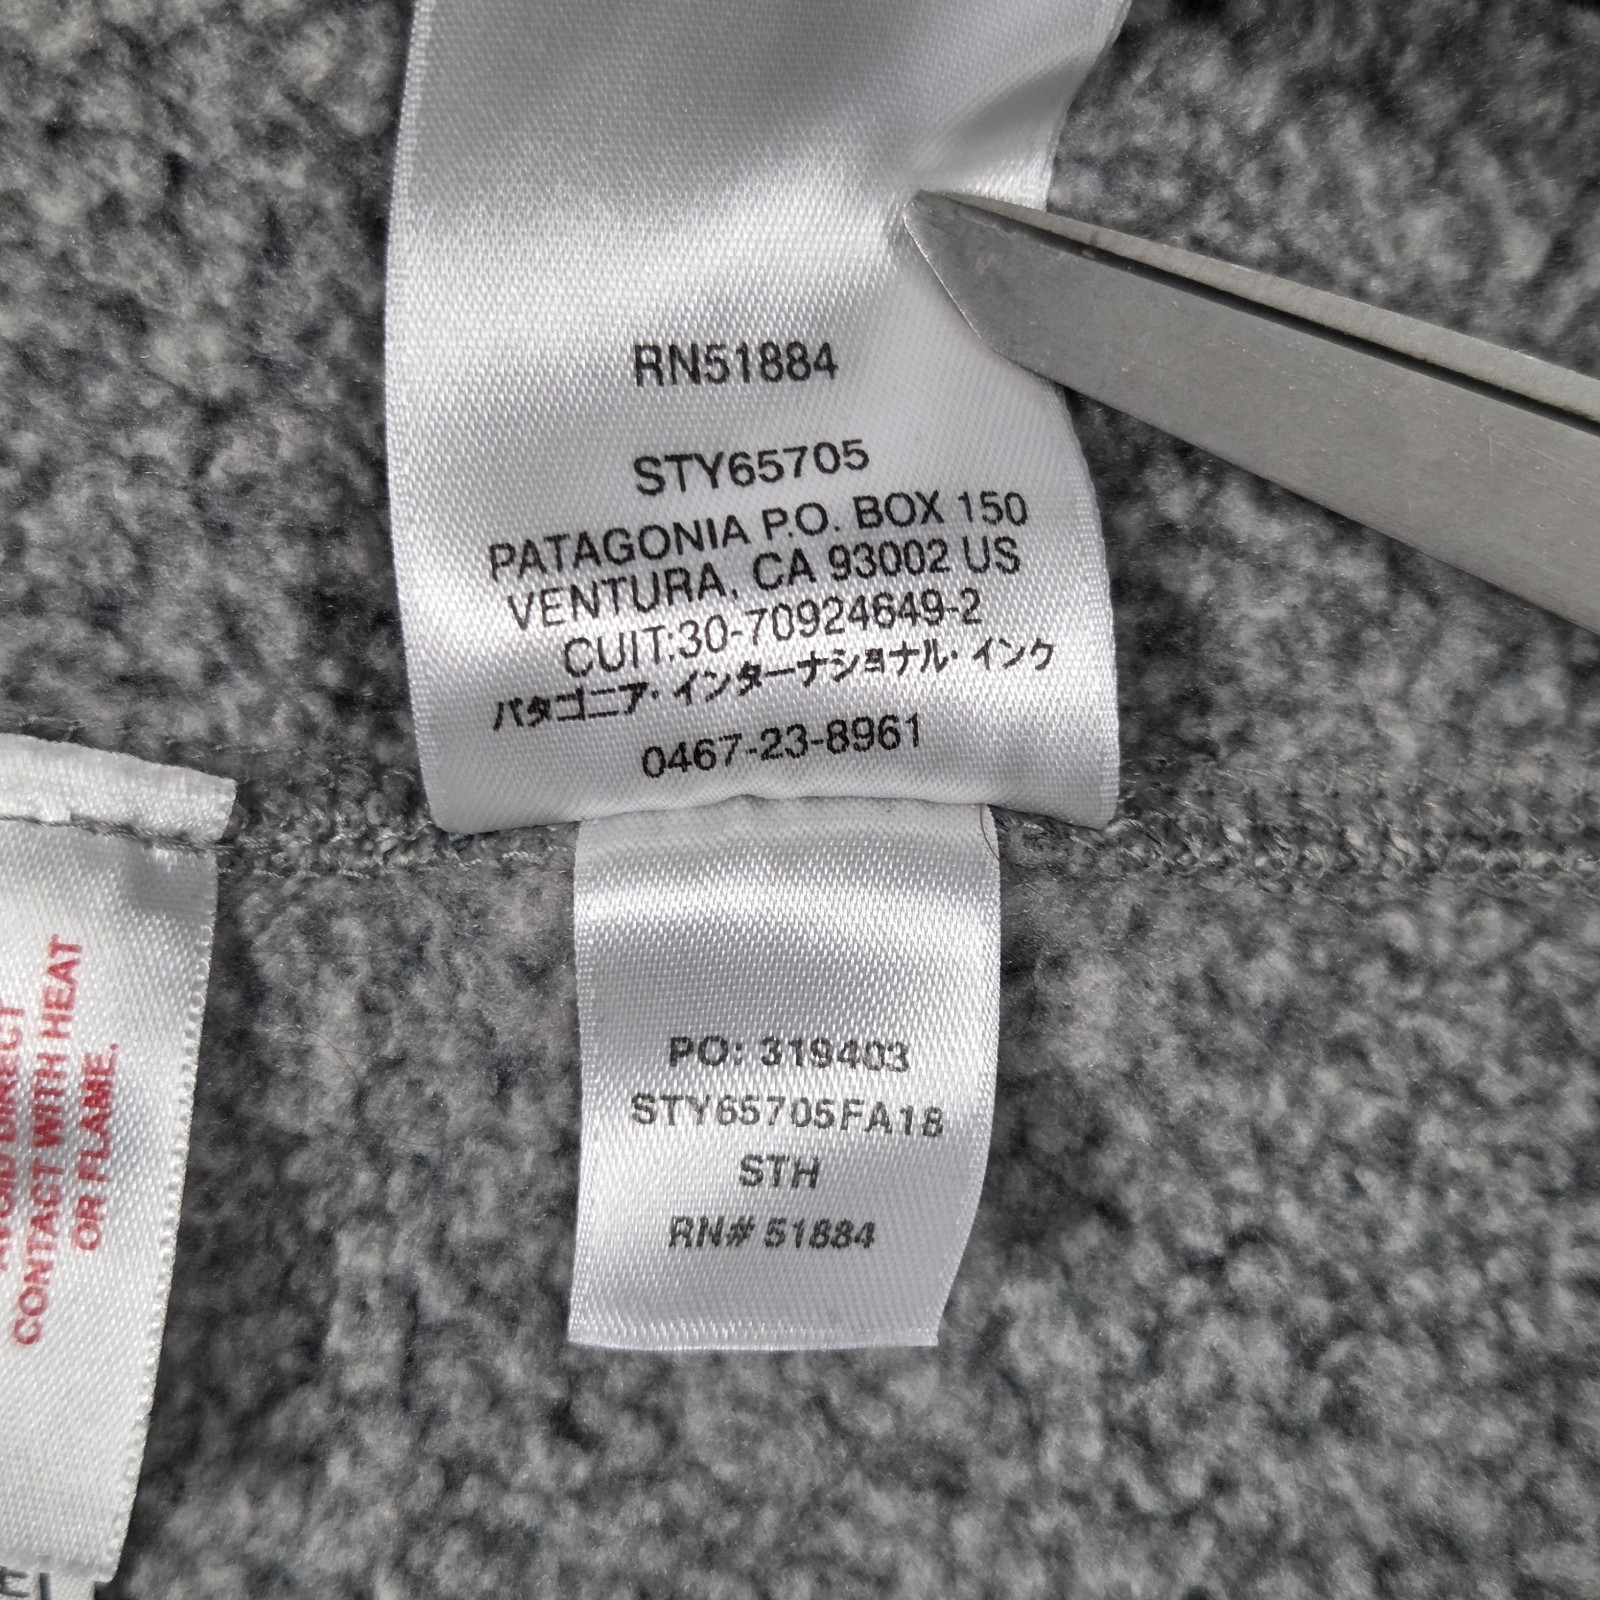 RN51884
STY65705
PATAGONIA P.O. BOX 150
VENTURA, CA 93002 US
CUIT:30-70924649-2
パタゴニア・インターナショナル・インク
0467-23-8961
PO: 319403
STY65705FA18
STH
RN# 51884
CONTACT WITH HEAT
OR FLAME.